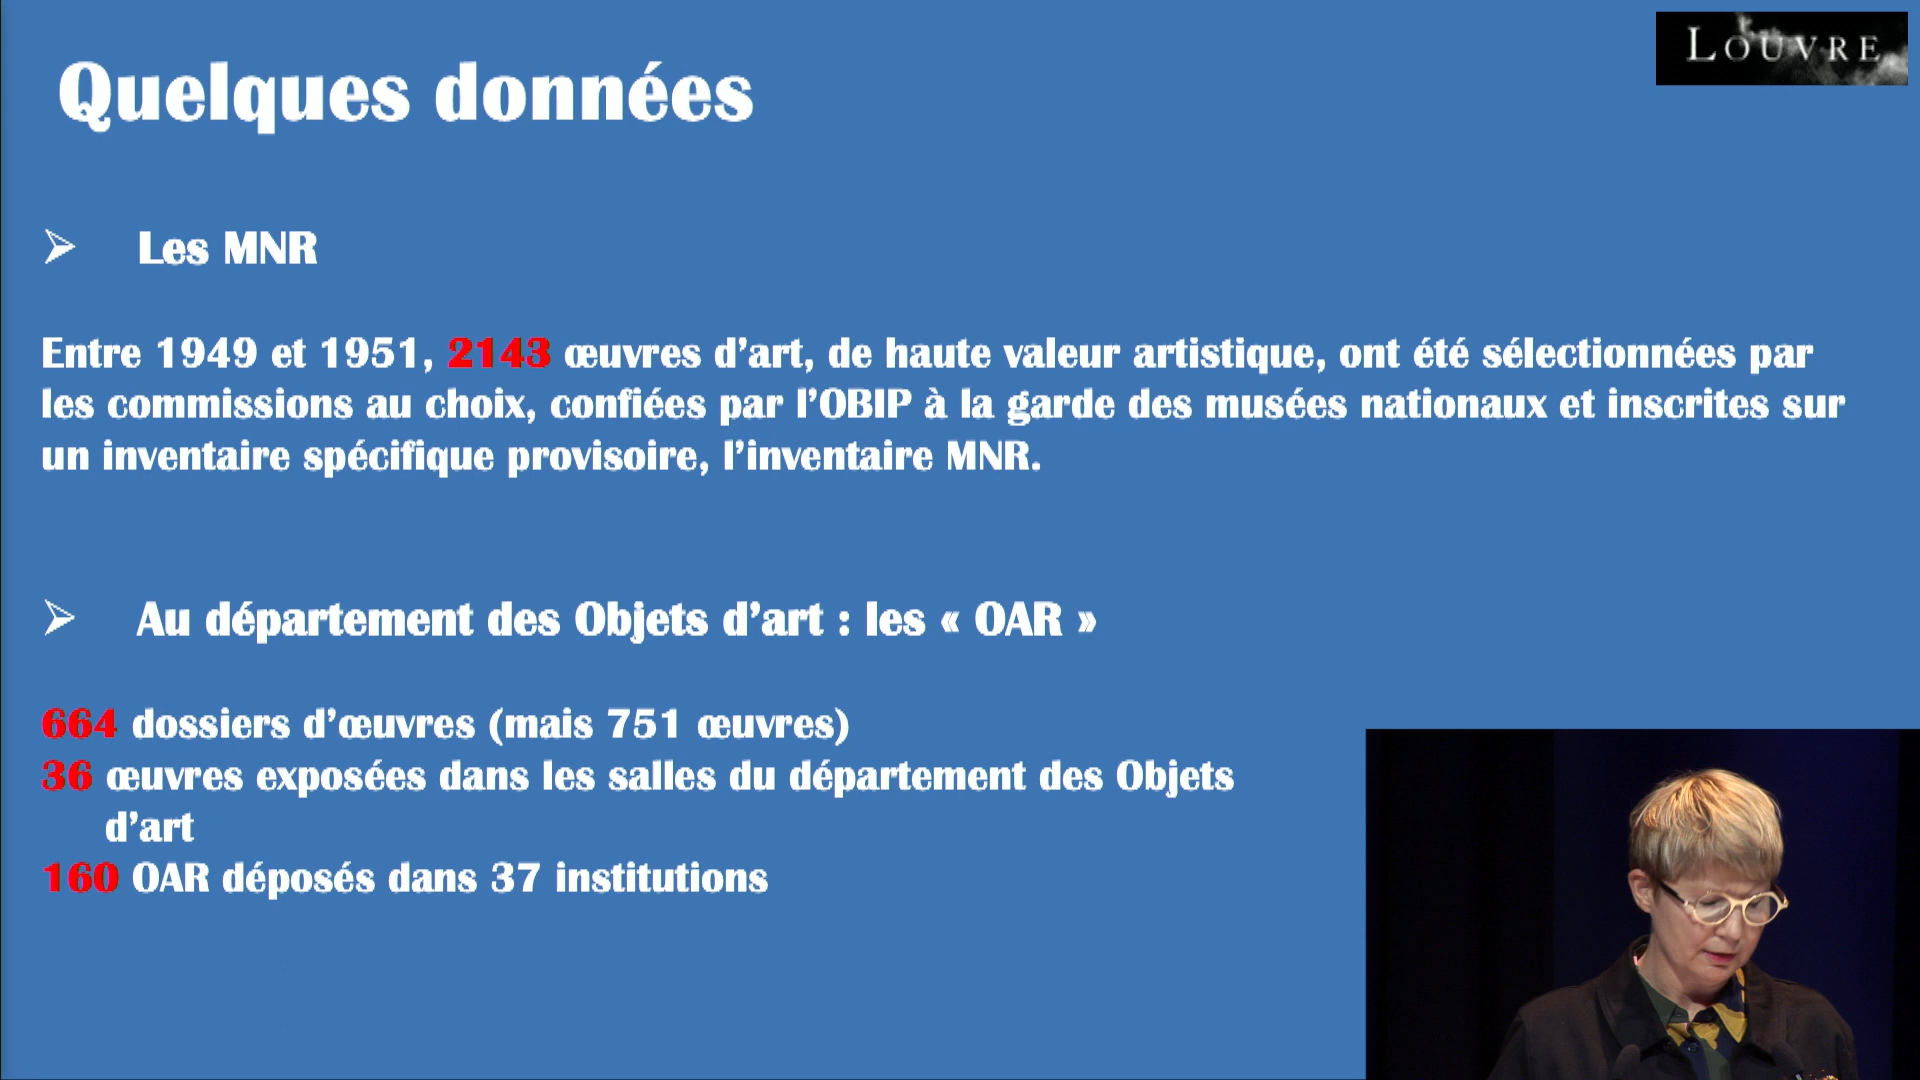 LOUVRE
Quelques données
➢ Les MNR
Entre 1949 et 1951, 2143 œuvres d’art, de haute valeur artistique, ont été sélectionnées par
les commissions au choix, confiées par l’OBIP à la garde des musées nationaux et inscrites sur
un inventaire spécifique provisoire, l’inventaire MNR.
➢ Au département des Objets d’art : les « OAR »
664 dossiers d’œuvres (mais 751 œuvres)
36 œuvres exposées dans les salles du département des Objets
d’art
160 OAR déposés dans 37 institutions